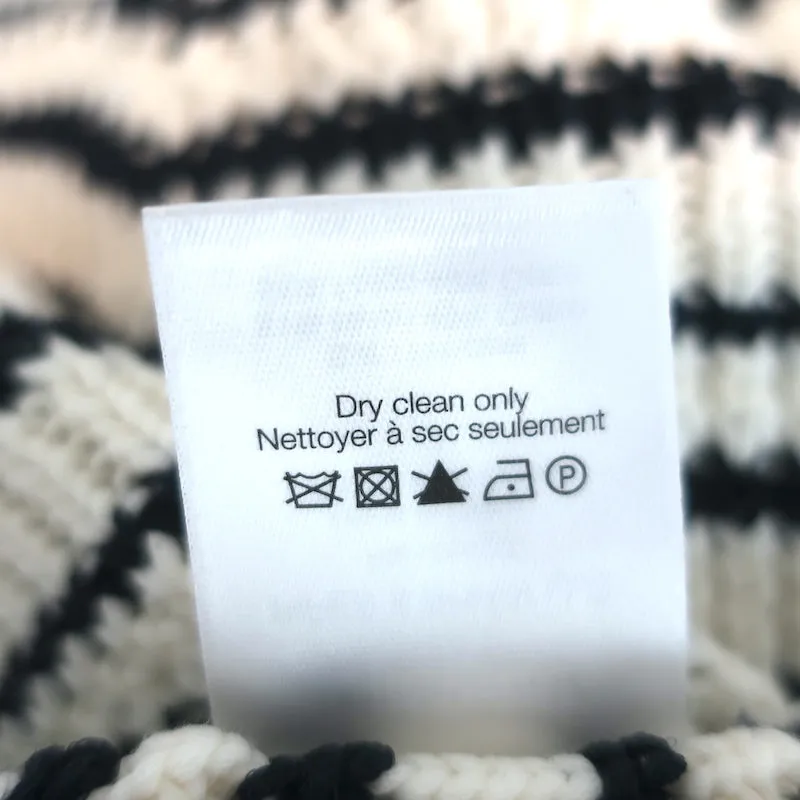 Dry clean only
Nettoyer à sec seulement
P